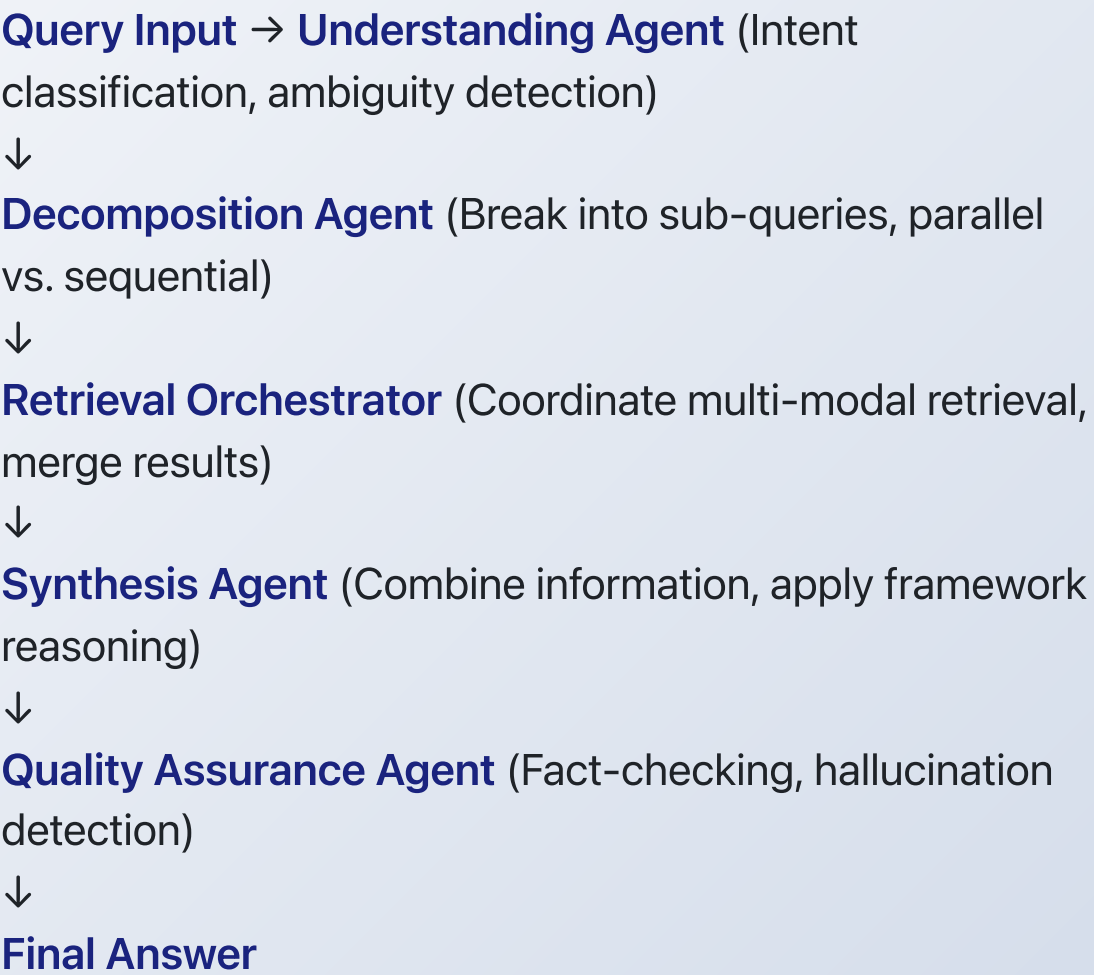 Query Input → Understanding Agent (Intent
classification, ambiguity detection)
↓
Decomposition Agent (Break into sub-queries, parallel
vs. sequential)
↓
Retrieval Orchestrator (Coordinate multi-modal retrieval,
merge results)
↓
Synthesis Agent (Combine information, apply framework
reasoning)
↓
Quality Assurance Agent (Fact-checking, hallucination
detection)
↓
Final Answer